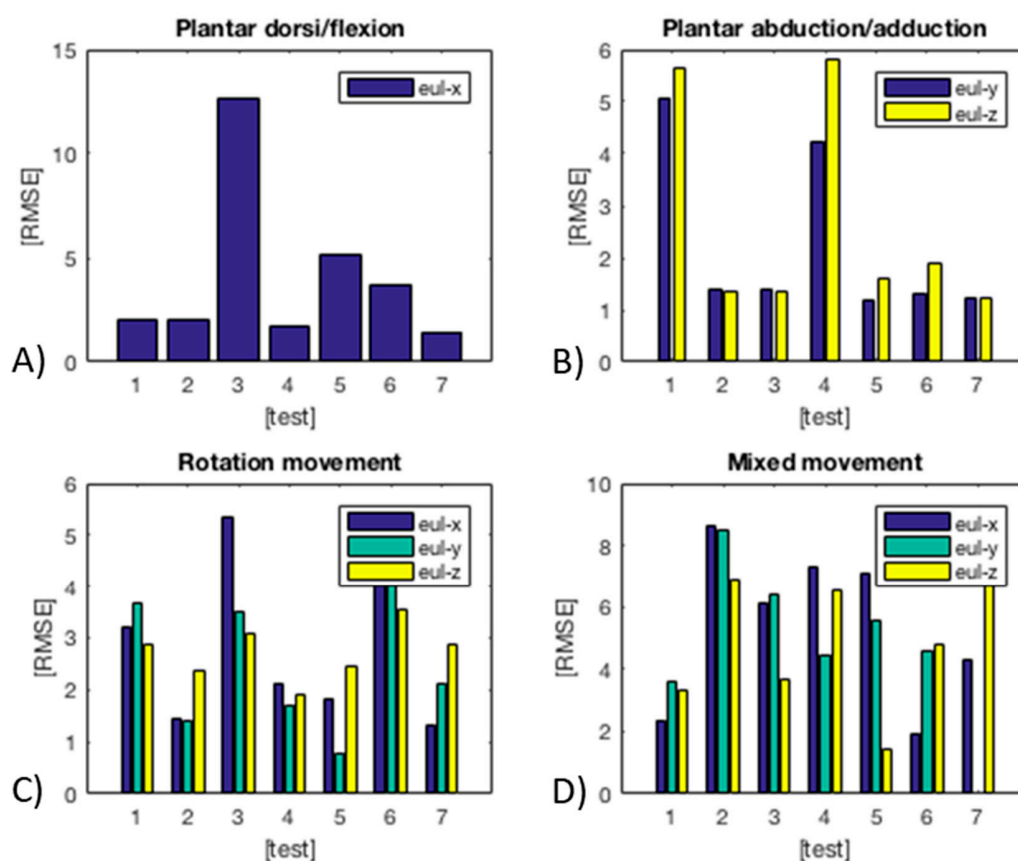 Plantar dorsi/flexion
15
10
5
0
[RMSE]
eul-x
1 2 3 4 5 6 7
[test]
A)
Plantar abduction/adduction
6
5
4
3
2
1
0
[RMSE]
eul-y
eul-z
1 2 3 4 5 6 7
[test]
B)
Rotation movement
6
5
4
3
2
1
0
[RMSE]
eul-x
eul-y
eul-z
1 2 3 4 5 6 7
[test]
C)
Mixed movement
10
8
6
4
2
0
[RMSE]
eul-x
eul-y
eul-z
1 2 3 4 5 6 7
[test]
D)